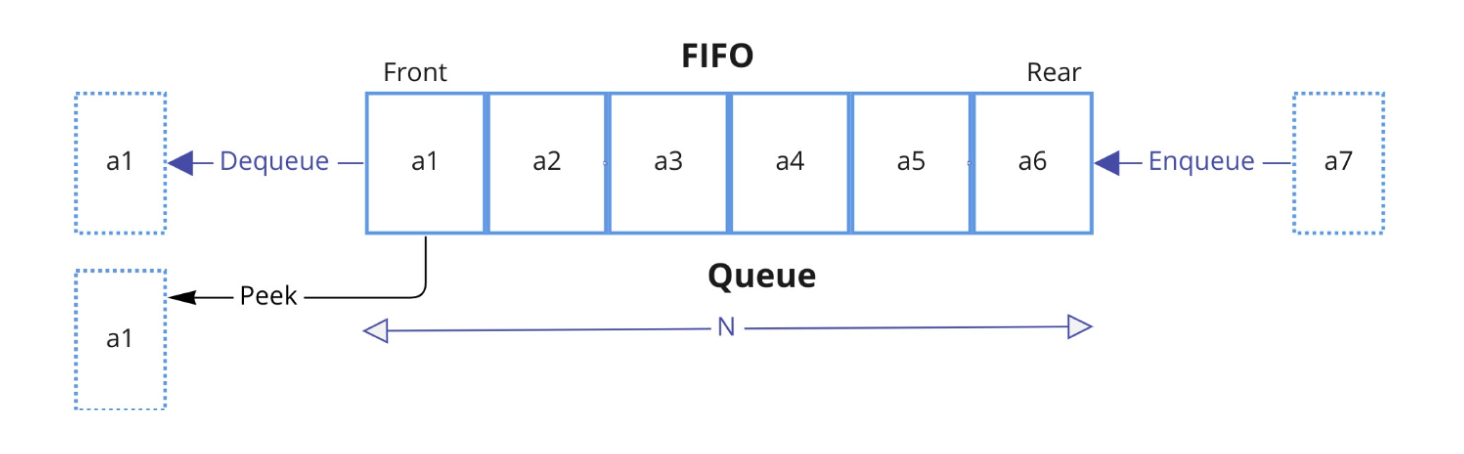 FIFO
Front
Rear
a1
Dequeue
a1
a2
a3
a4
a5
a6
Enqueue
a7
Queue
Peek
N
a1